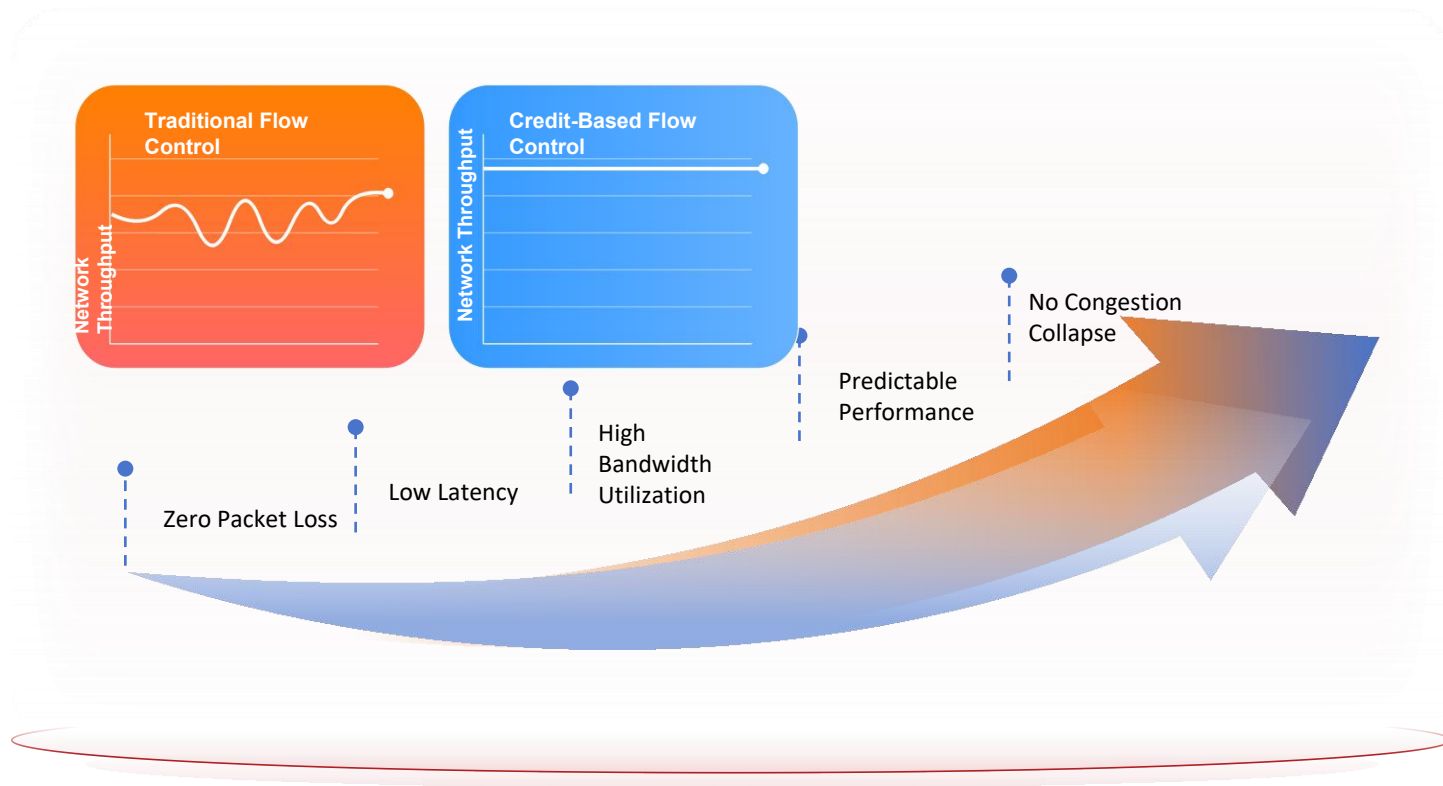 Traditional Flow
Control
Network
Throughput
Credit-Based Flow
Control
Network Throughput
No Congestion
Collapse
Predictable
Performance
High
Bandwidth
Utilization
Low Latency
Zero Packet Loss